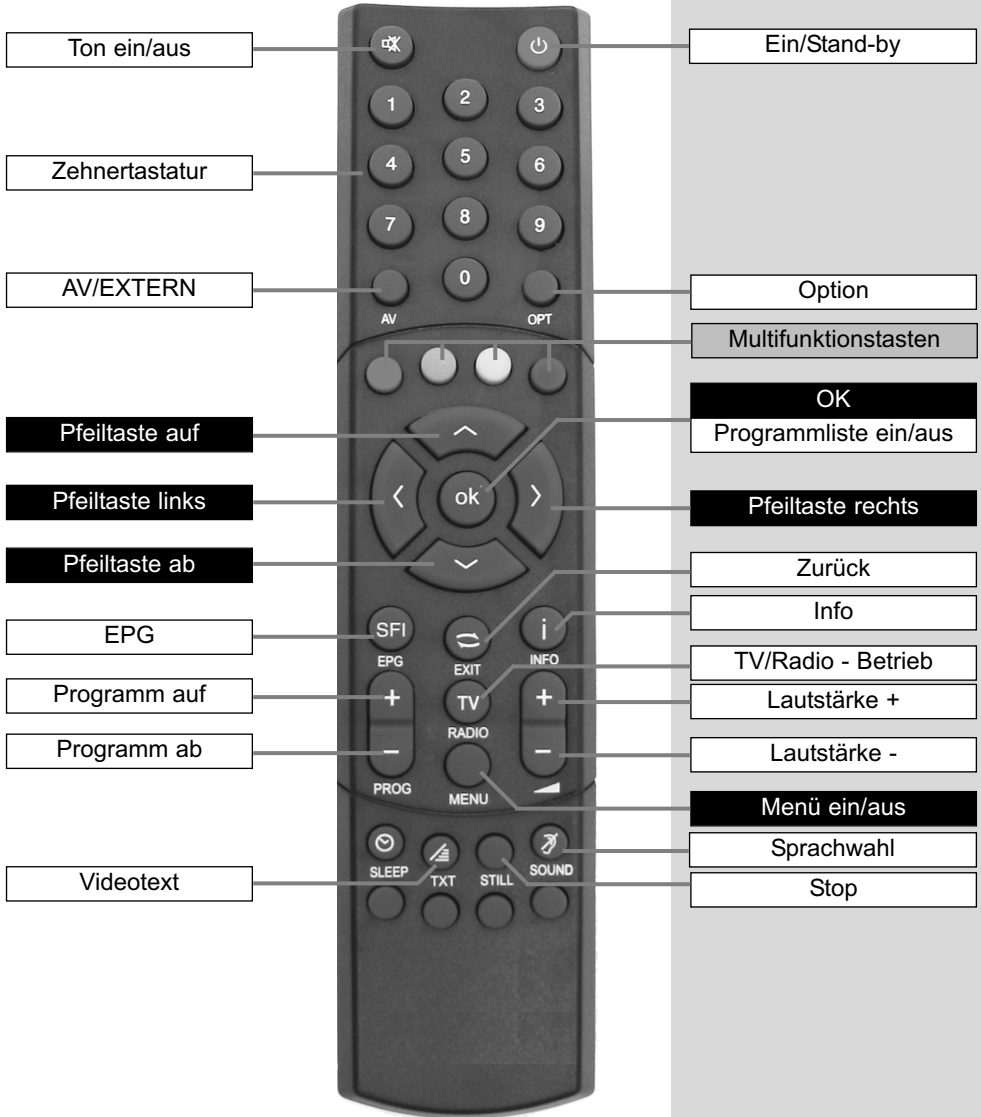 Ton ein/aus
Ein/Stand-by
1 2 3
Zehnertastatur
4 5 6
7 8 9
AV/EXTERN
0
Option
AV
OPT
Multifunktionstasten
OK
Programmliste ein/aus
Pfeiltaste auf
Pfeiltaste links
ok
Pfeiltaste rechts
Pfeiltaste ab
Zurück
Info
EPG
SFI
i
EPG
EXIT
INFO
TV/Radio - Betrieb
Programm auf
+
TV
+
Lautstärke +
RADIO
Programm ab
−
−
Lautstärke -
PROG
MENU
Menü ein/aus
Sprachwahl
SLEEP
TXT
STILL
SOUND
Videotext
Stop